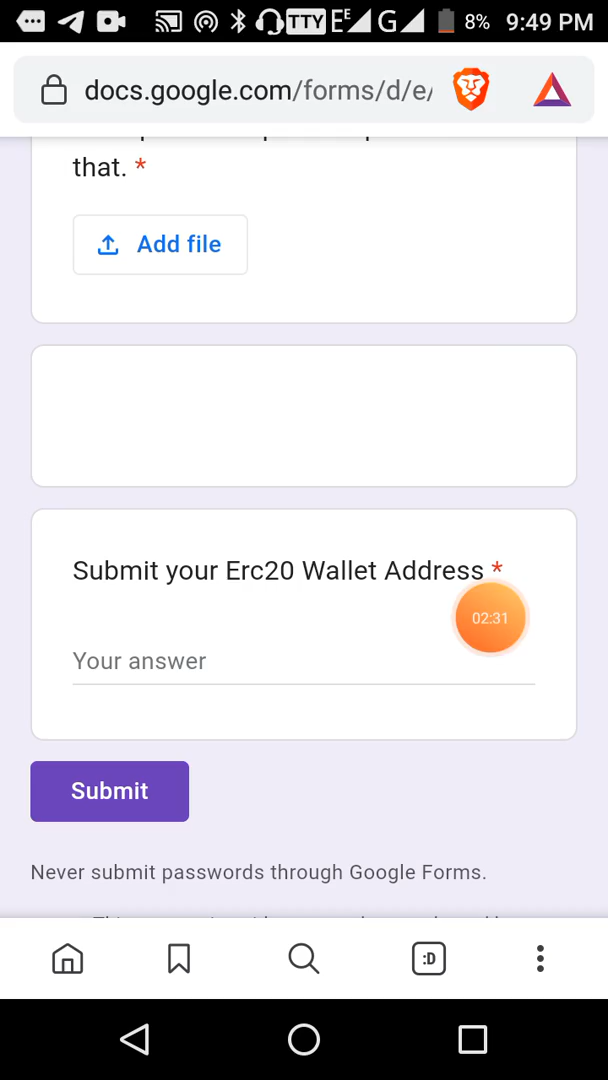 TTY E E G 8% 9:49 PM
docs.google.com/forms/d/e/
that. *
Add file
Submit your Erc20 Wallet Address *
02:31
Your answer
Submit
Never submit passwords through Google Forms.
:D